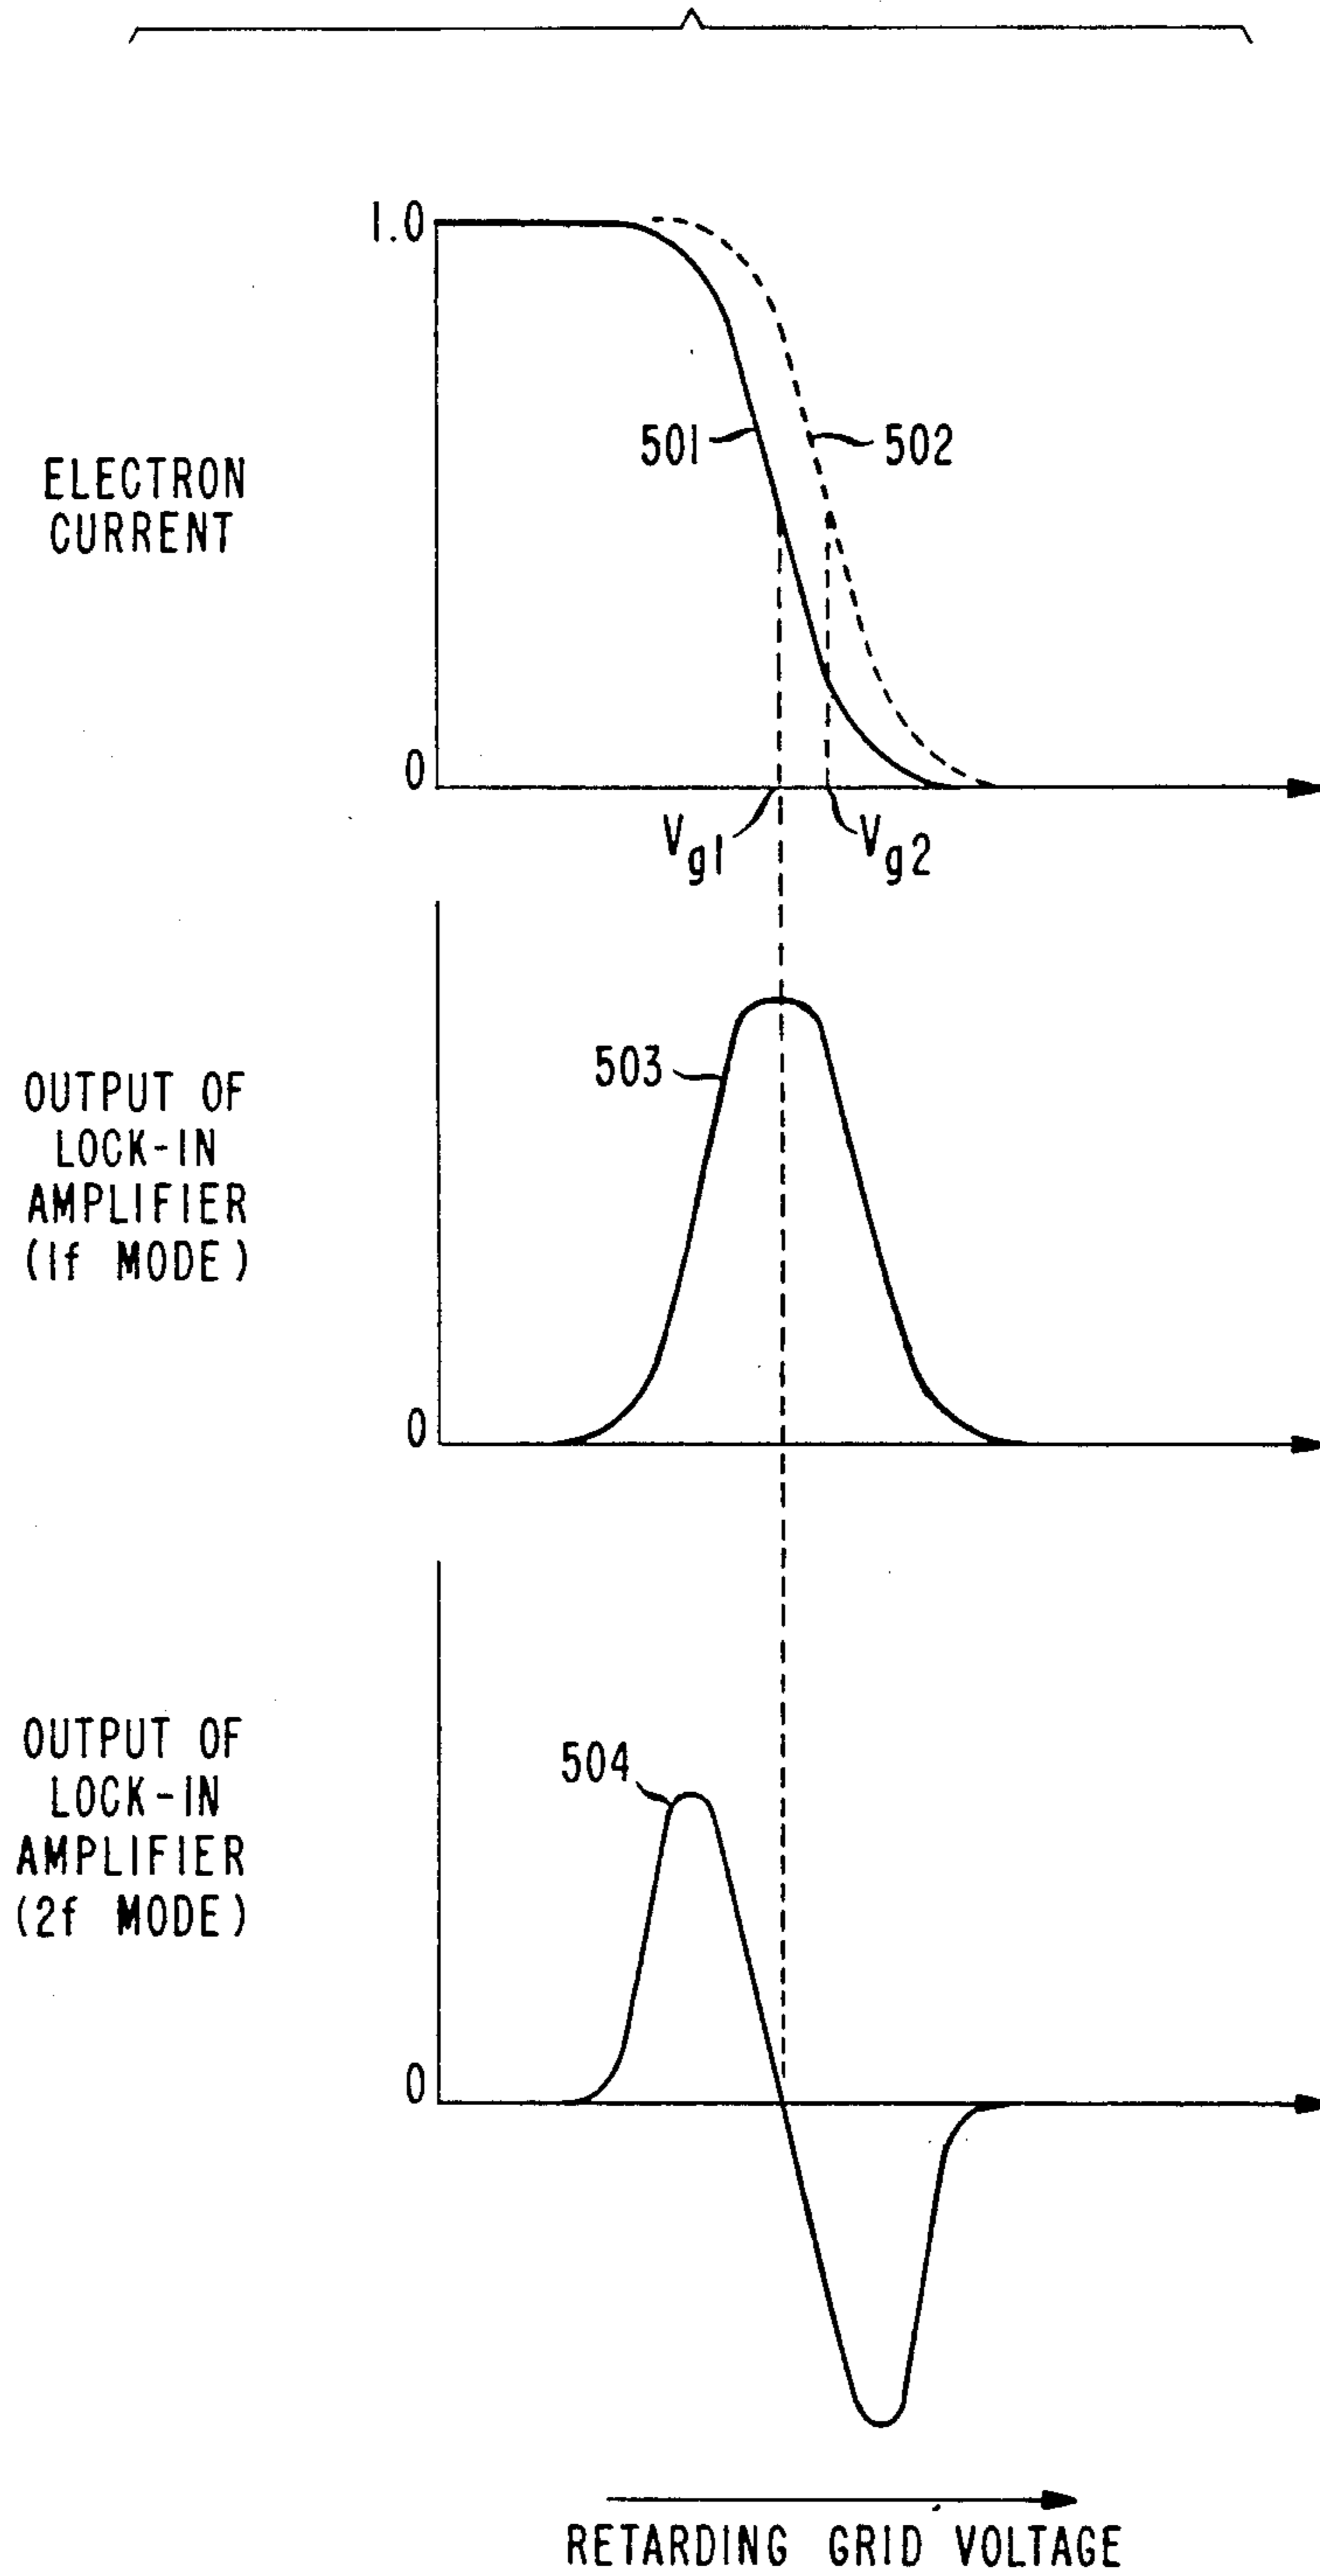 1.0
501
502
ELECTRON
CURRENT
0
Vg1
Vg2
503
OUTPUT OF
LOCK-IN
AMPLIFIER
(1f MODE)
0
504
OUTPUT OF
LOCK-IN
AMPLIFIER
(2f MODE)
0
RETARDING GRID VOLTAGE